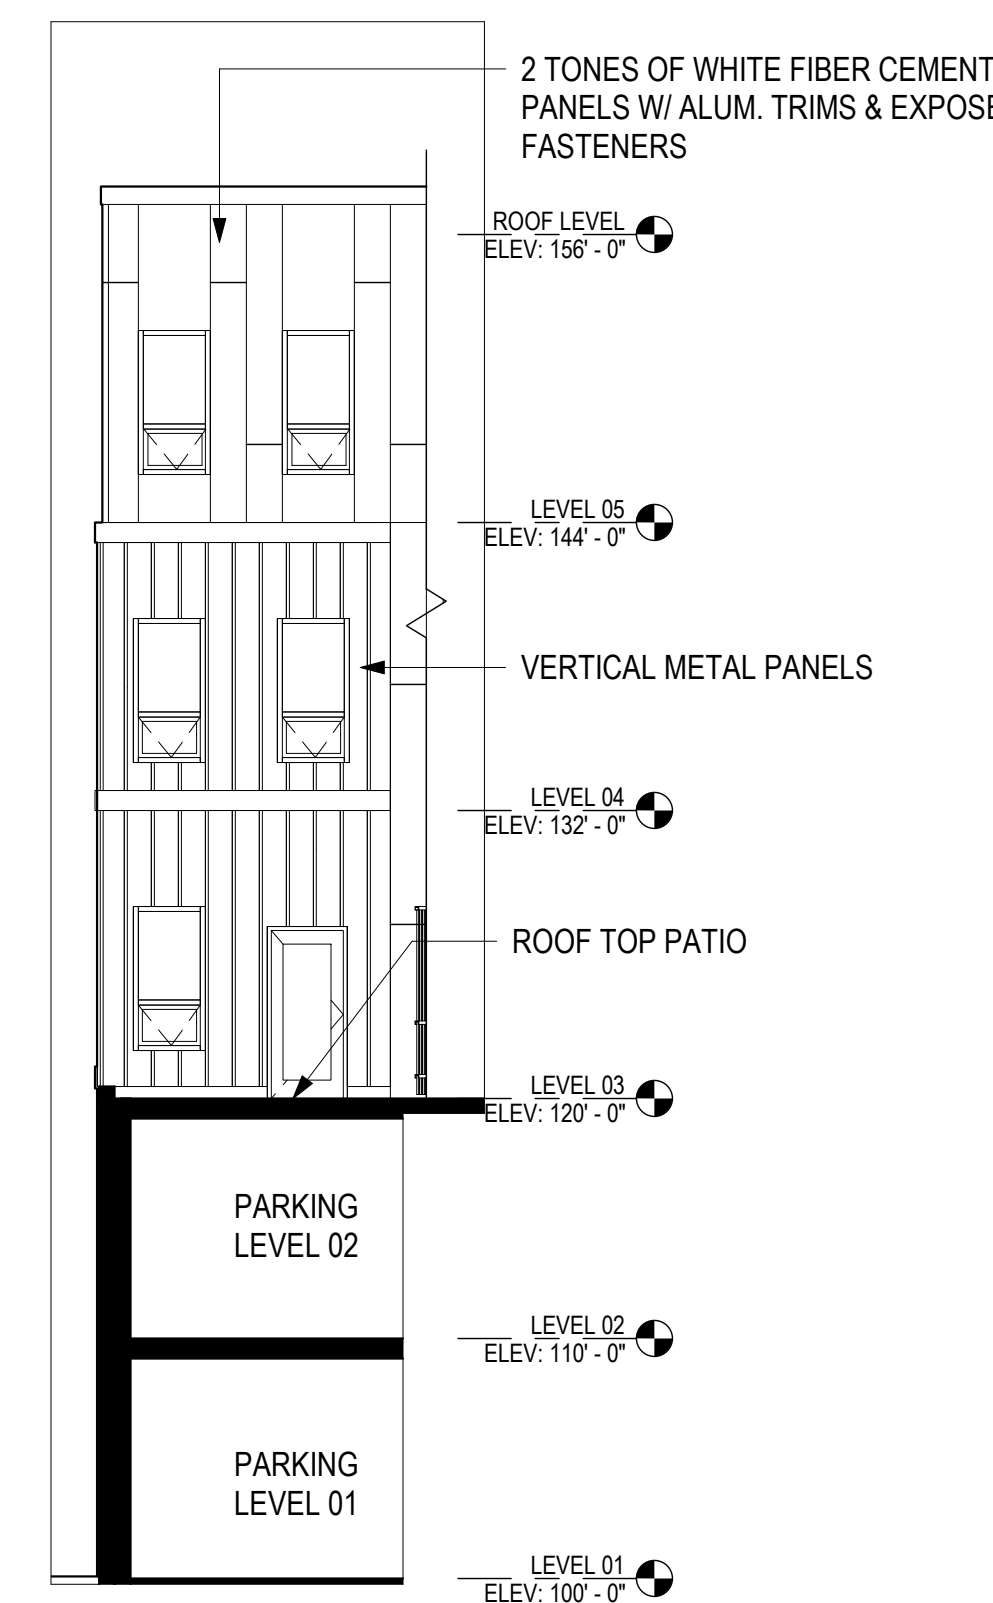 2 TONES OF WHITE FIBER CEMENT
PANELS W/ ALUM. TRIMS & EXPOSE
FASTENERS
ROOF LEVEL
ELEV: 156' - 0"
LEVEL 05
ELEV: 144' - 0"
VERTICAL METAL PANELS
LEVEL 04
ELEV: 132' - 0"
ROOF TOP PATIO
LEVEL 03
ELEV: 120' - 0"
PARKING
LEVEL 02
LEVEL 02
ELEV: 110' - 0"
PARKING
LEVEL 01
LEVEL 01
ELEV: 100' - 0"